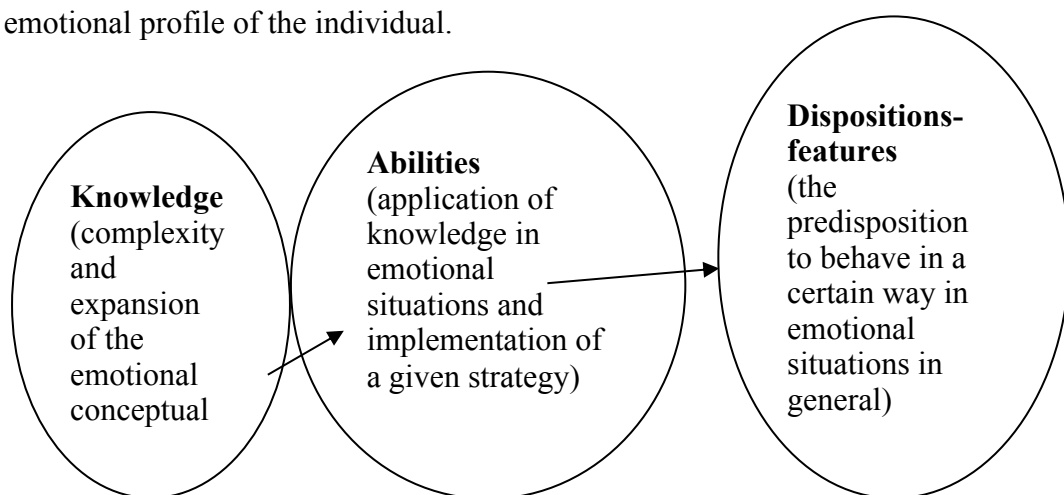 emotional profile of the individual.
Knowledge
(complexity
and
expansion
of the
emotional
conceptual
Abilities
(application of
knowledge in
emotional
situations and
implementation of
a given strategy)
Dispositions-
features
(the
predisposition
to behave in a
certain way in
emotional
situations in
general)